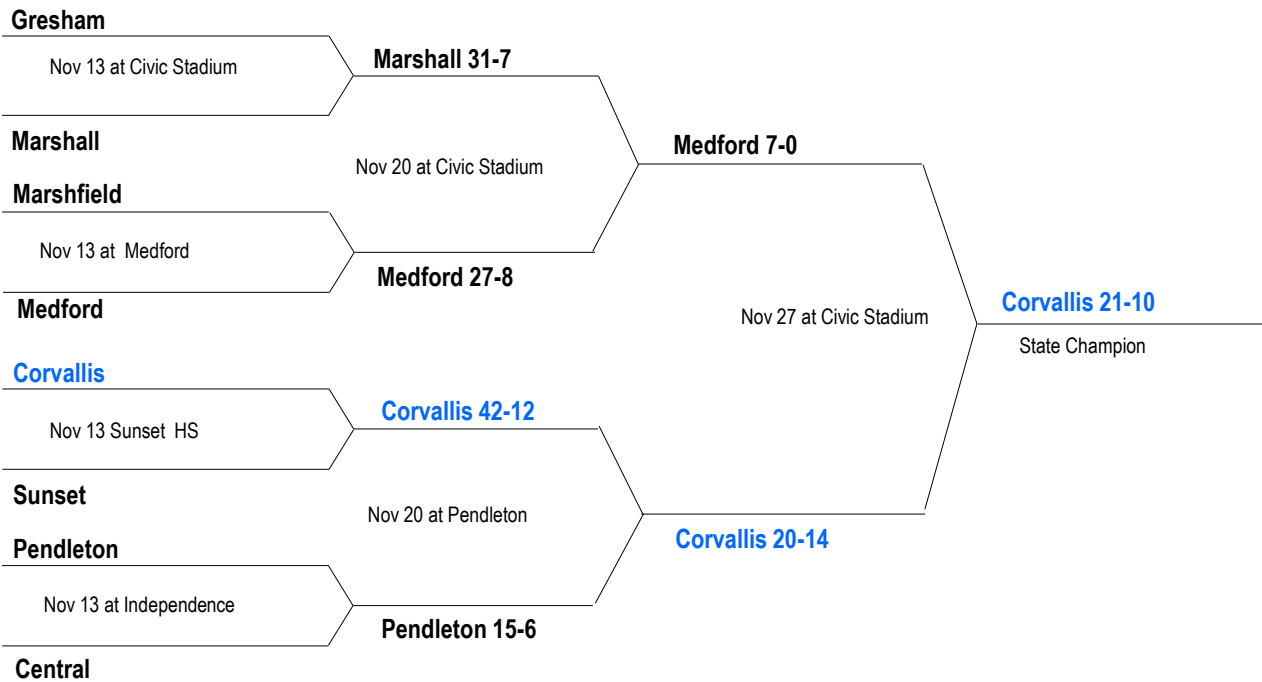 Gresham
Nov 13 at Civic Stadium
Marshall 31-7
Marshall
Nov 20 at Civic Stadium
Medford 7-0
Marshfield
Nov 13 at  Medford
Medford 27-8
Medford
Nov 27 at Civic Stadium
Corvallis 21-10
State Champion
Corvallis
Nov 13 Sunset  HS
Corvallis 42-12
Sunset
Nov 20 at Pendleton
Corvallis 20-14
Pendleton
Nov 13 at Independence
Pendleton 15-6
Central